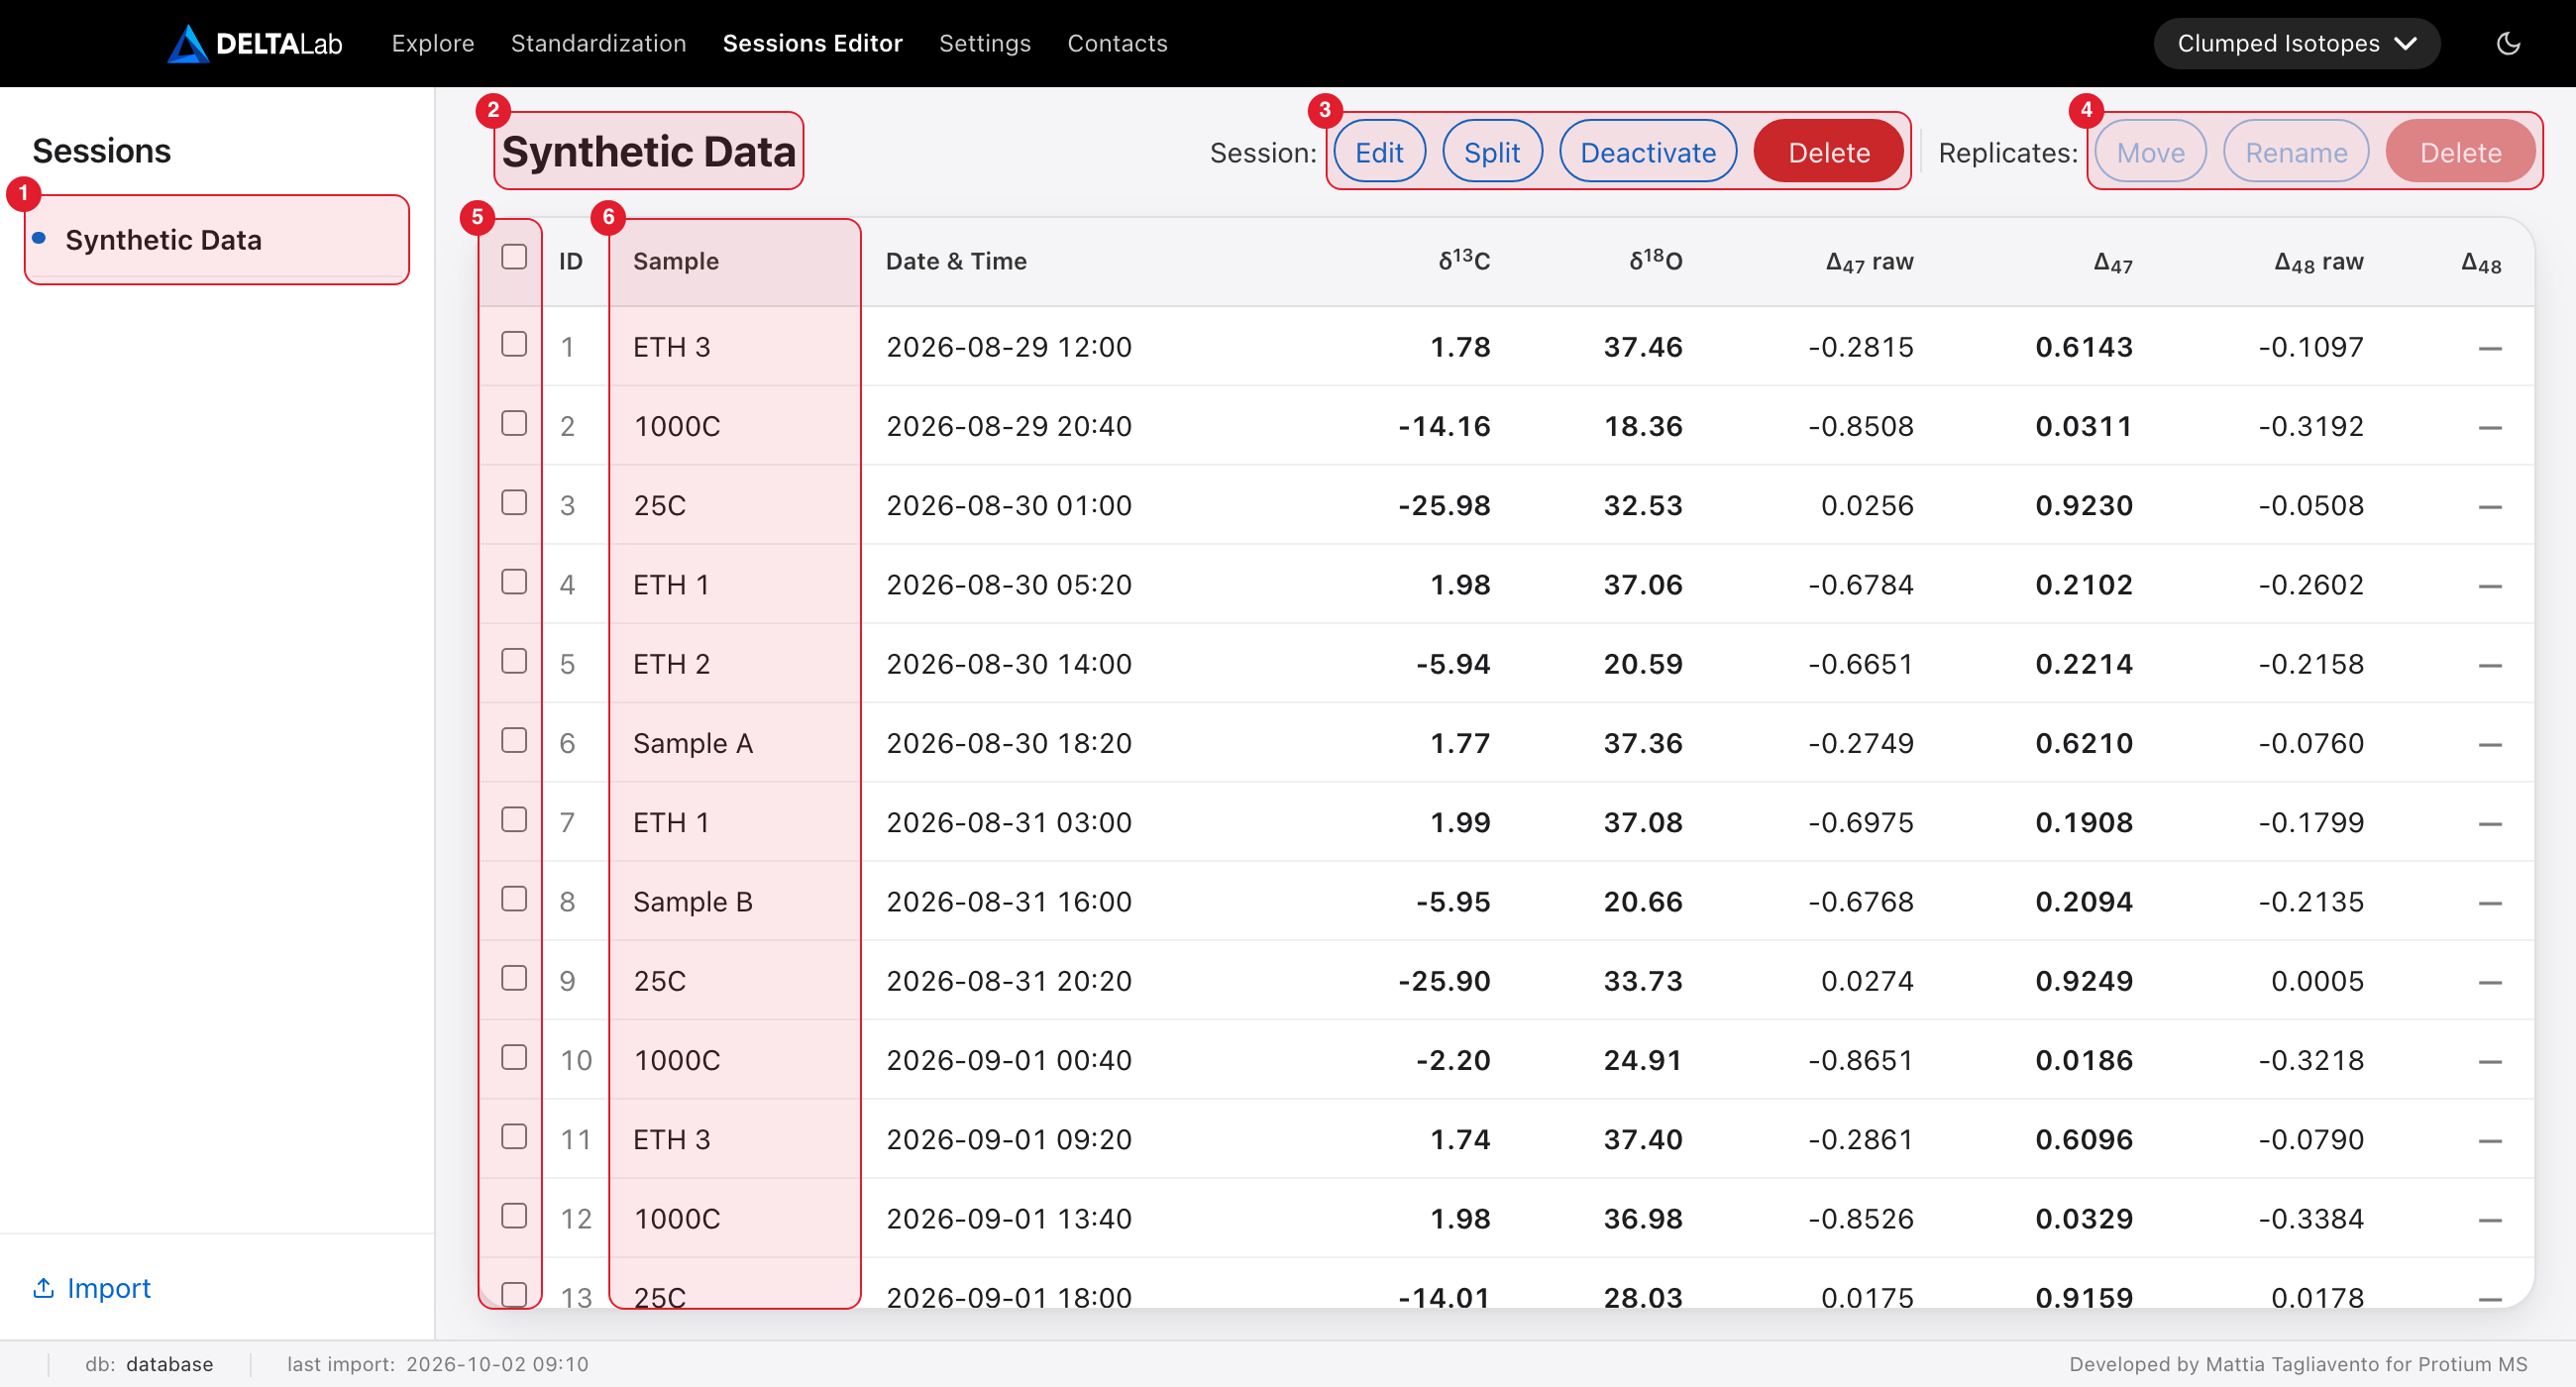 DELTALab Explore Standardization Sessions Editor Settings Contacts Clumped Isotopes
Sessions
1
Synthetic Data
2
Synthetic Data
Session: 3 Edit Split Deactivate Delete
Replicates: 4 Move Rename Delete
5 6
ID Sample Date & Time δ¹³C δ¹⁸O Δ₄₇ raw Δ₄₇ Δ₄₈ raw Δ₄₈
1 ETH 3 2026-08-29 12:00 1.78 37.46 -0.2815 0.6143 -0.1097 —
2 1000C 2026-08-29 20:40 -14.16 18.36 -0.8508 0.0311 -0.3192 —
3 25C 2026-08-30 01:00 -25.98 32.53 0.0256 0.9230 -0.0508 —
4 ETH 1 2026-08-30 05:20 1.98 37.06 -0.6784 0.2102 -0.2602 —
5 ETH 2 2026-08-30 14:00 -5.94 20.59 -0.6651 0.2214 -0.2158 —
6 Sample A 2026-08-30 18:20 1.77 37.36 -0.2749 0.6210 -0.0760 —
7 ETH 1 2026-08-31 03:00 1.99 37.08 -0.6975 0.1908 -0.1799 —
8 Sample B 2026-08-31 16:00 -5.95 20.66 -0.6768 0.2094 -0.2135 —
9 25C 2026-08-31 20:20 -25.90 33.73 0.0274 0.9249 0.0005 —
10 1000C 2026-09-01 00:40 -2.20 24.91 -0.8651 0.0186 -0.3218 —
11 ETH 3 2026-09-01 09:20 1.74 37.40 -0.2861 0.6096 -0.0790 —
12 1000C 2026-09-01 13:40 1.98 36.98 -0.8526 0.0329 -0.3384 —
13 25C 2026-09-01 18:00 -14.01 28.03 0.0175 0.9159 0.0178 —
Import
db: database last import: 2026-10-02 09:10 Developed by Mattia Tagliavento for Protium MS